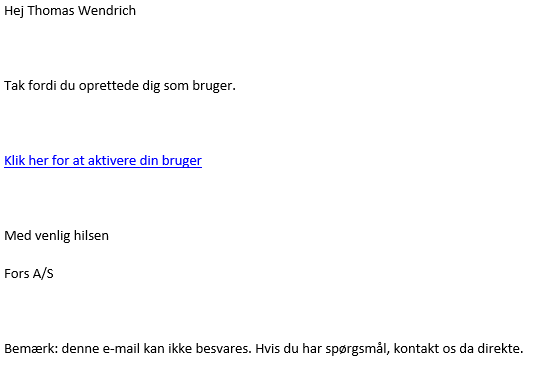 Hej Thomas Wendrich
Tak fordi du oprettede dig som bruger.
Klik her for at aktivere din bruger
Med venlig hilsen
Fors A/S
Bemærk: denne e-mail kan ikke besvares. Hvis du har spørgsmål, kontakt os da direkte.